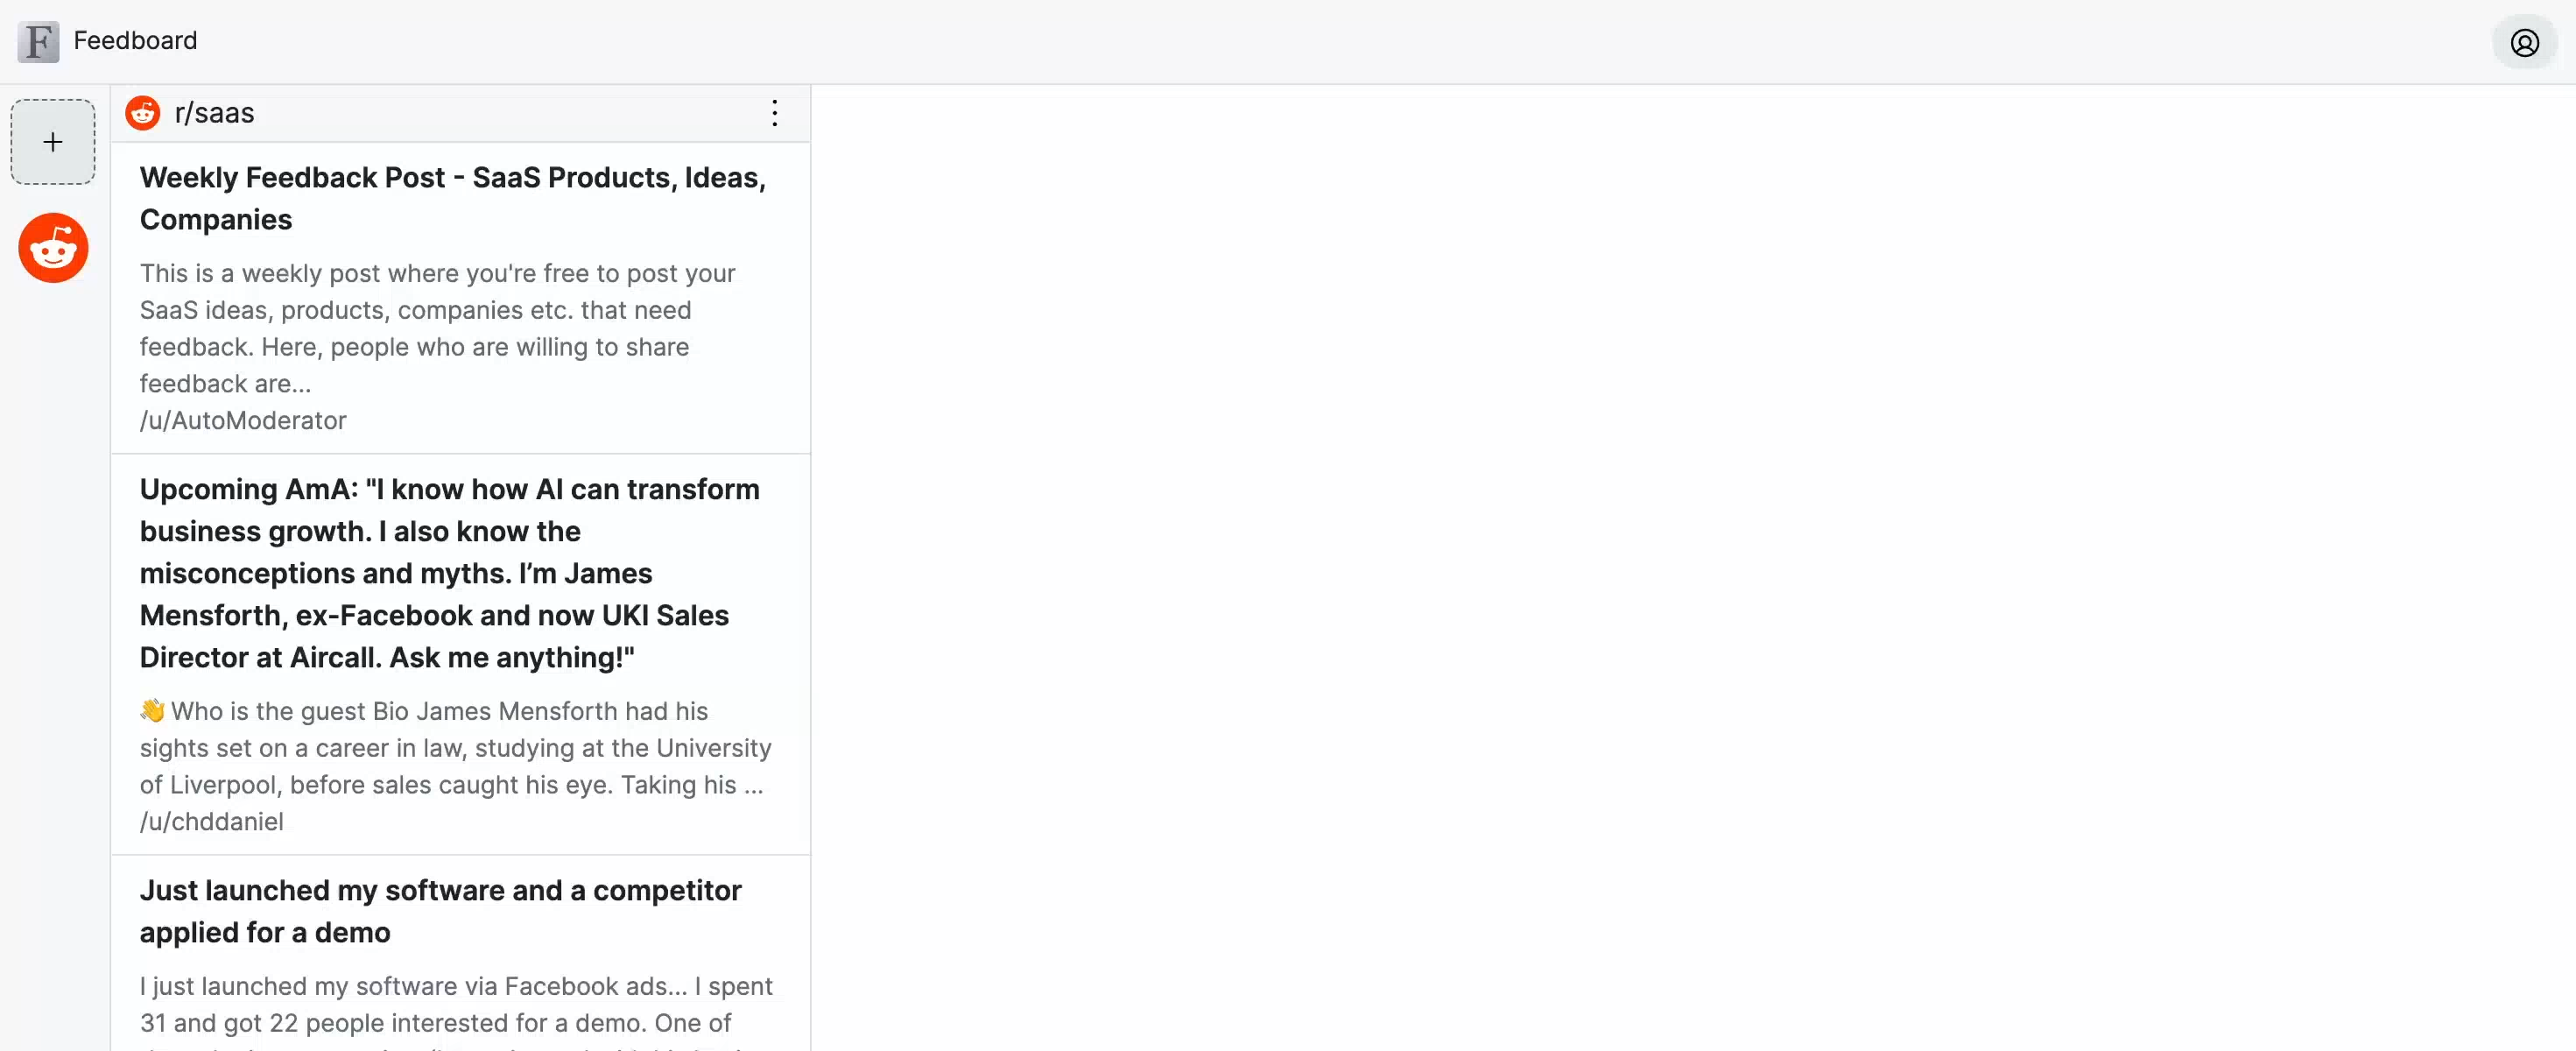 F Feedboard
r/saas
Weekly Feedback Post - SaaS Products, Ideas,
Companies
This is a weekly post where you're free to post your
SaaS ideas, products, companies etc. that need
feedback. Here, people who are willing to share
feedback are...
/u/AutoModerator
Upcoming AmA: "I know how AI can transform
business growth. I also know the
misconceptions and myths. I’m James
Mensforth, ex-Facebook and now UKI Sales
Director at Aircall. Ask me anything!"
👋 Who is the guest Bio James Mensforth had his
sights set on a career in law, studying at the University
of Liverpool, before sales caught his eye. Taking his ...
/u/chddaniel
Just launched my software and a competitor
applied for a demo
I just launched my software via Facebook ads... I spent
31 and got 22 people interested for a demo. One of